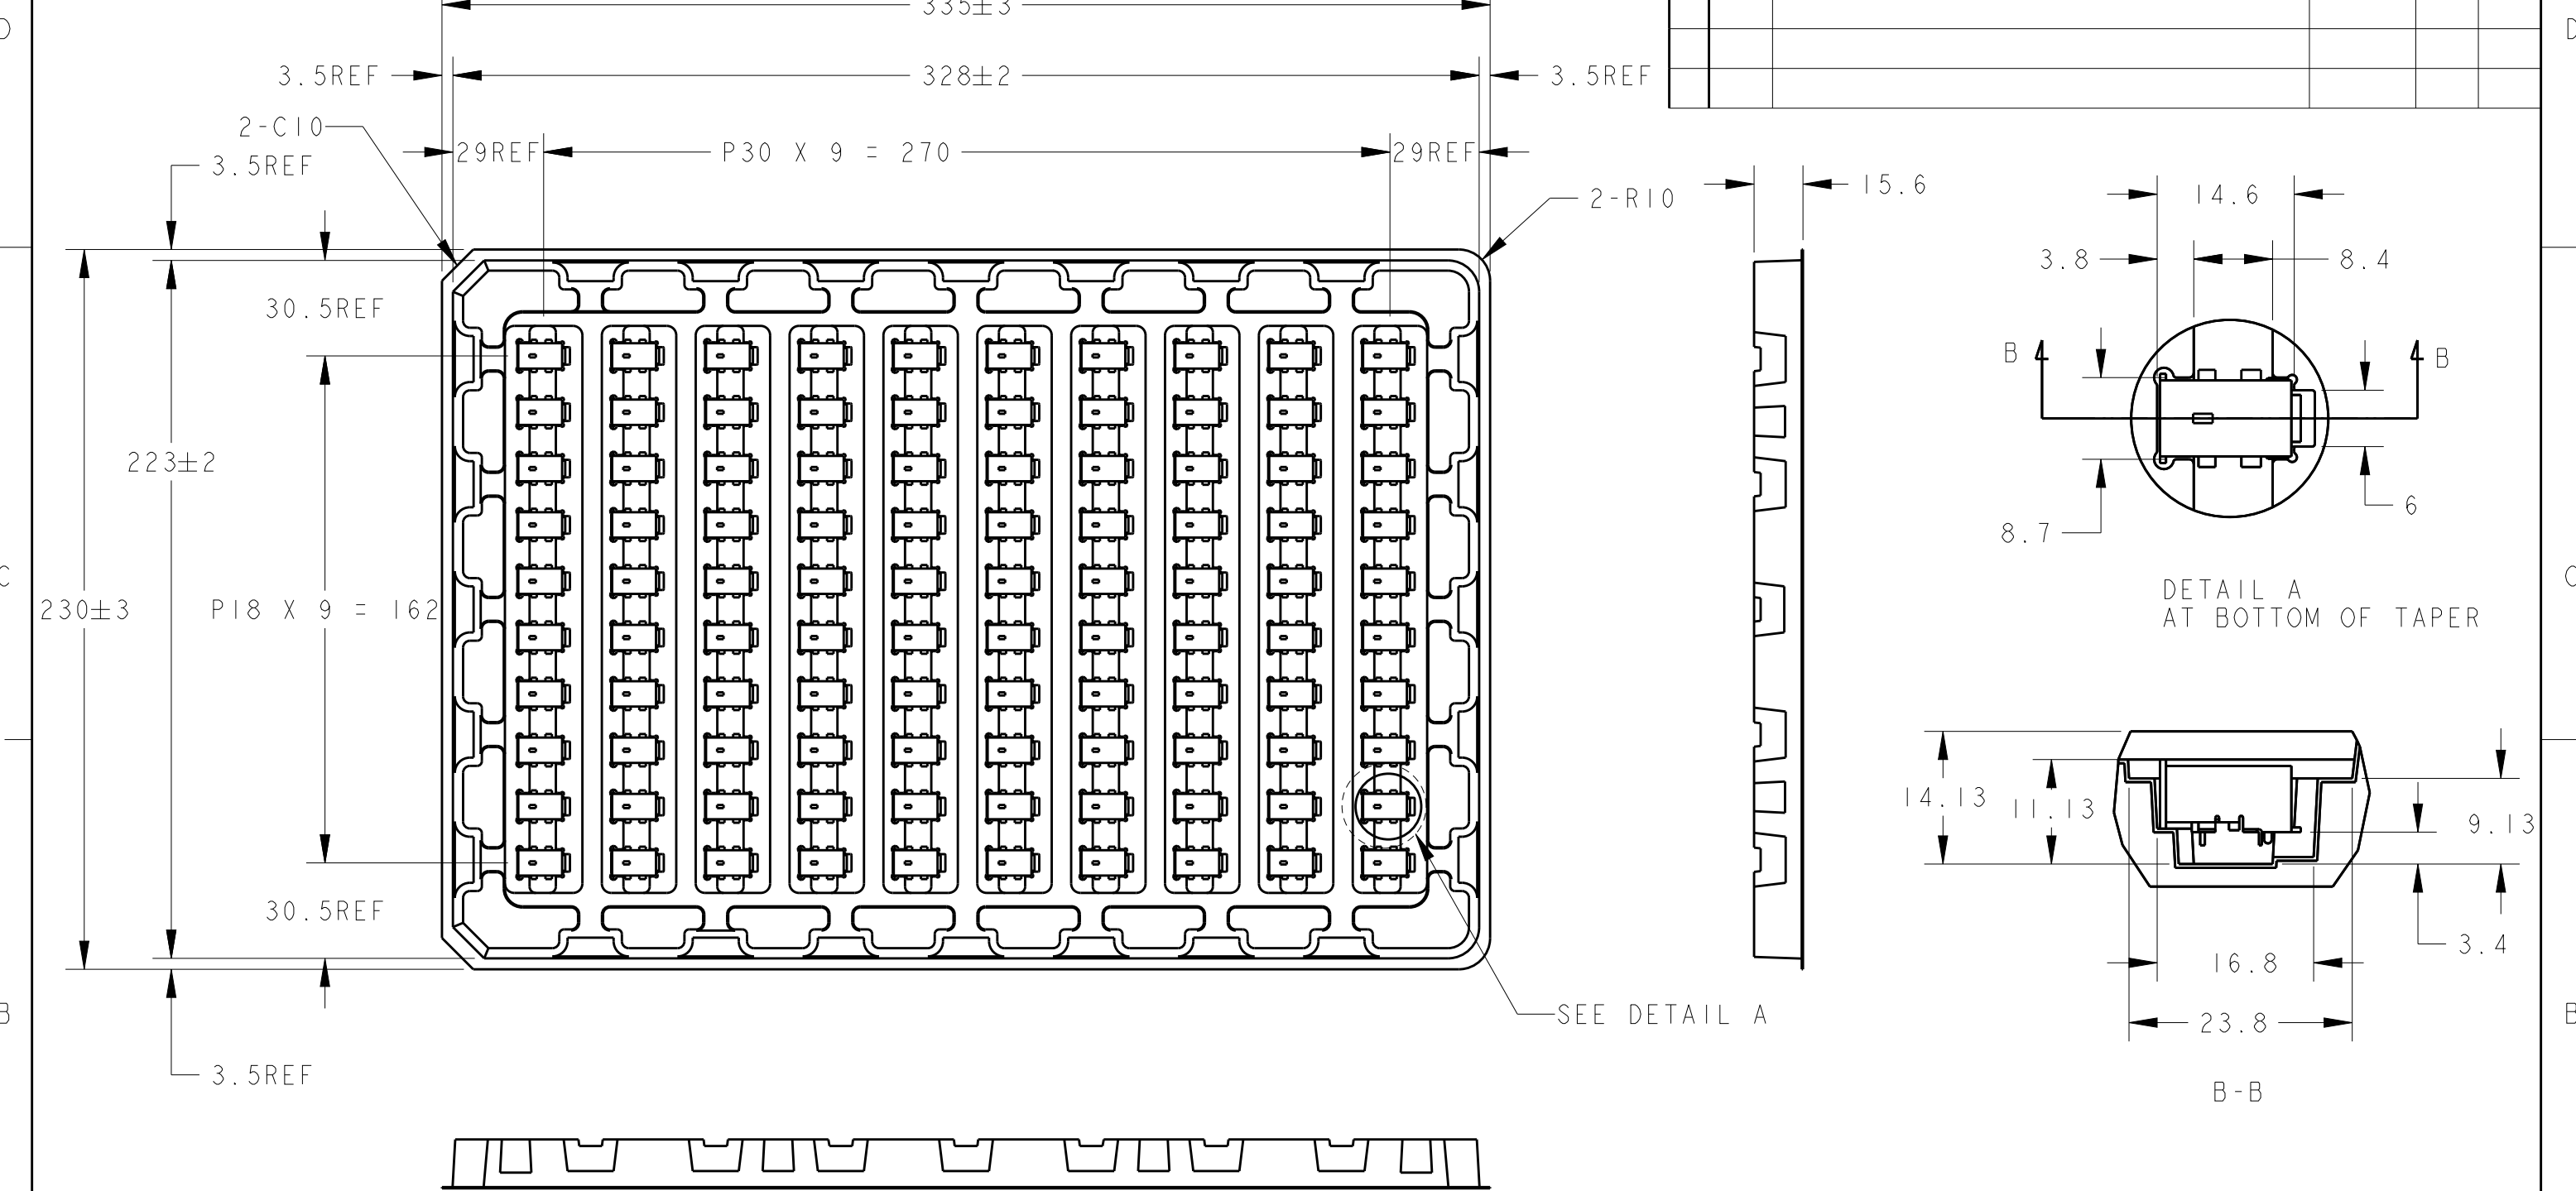 335±3
D
D
3.5REF
328±2
3.5REF
2-C10
3.5REF
29REF
P30 X 9 = 270
29REF
2-R10
15.6
14.6
3.8
8.4
30.5REF
B
B
223±2
6
8.7
C
C
DETAIL A
AT BOTTOM OF TAPER
230±3
P18 X 9 = 162
14.13
11.13
9.13
30.5REF
3.4
16.8
B
SEE DETAIL A
23.8
B
3.5REF
B-B